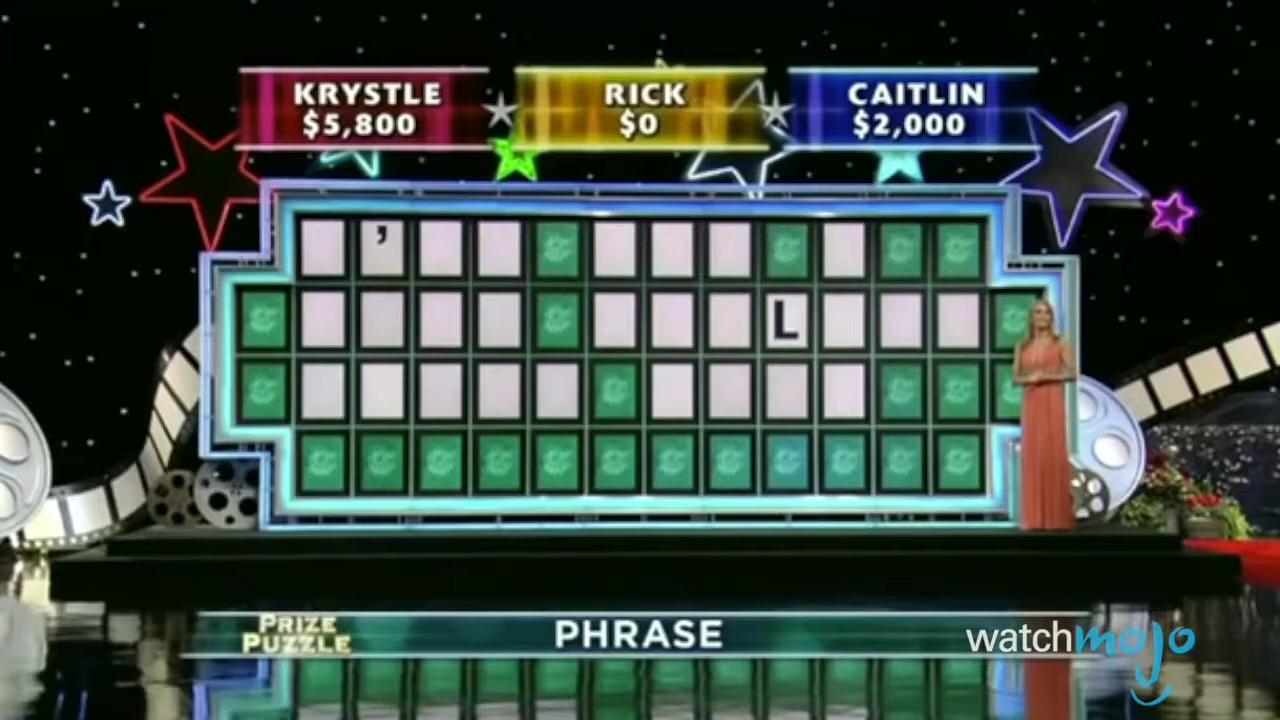 KRYSTLE
$5,800
RICK
$0
CAITLIN
$2,000
’
L
PRIZE
PUZZLE
PHRASE
watchmojo